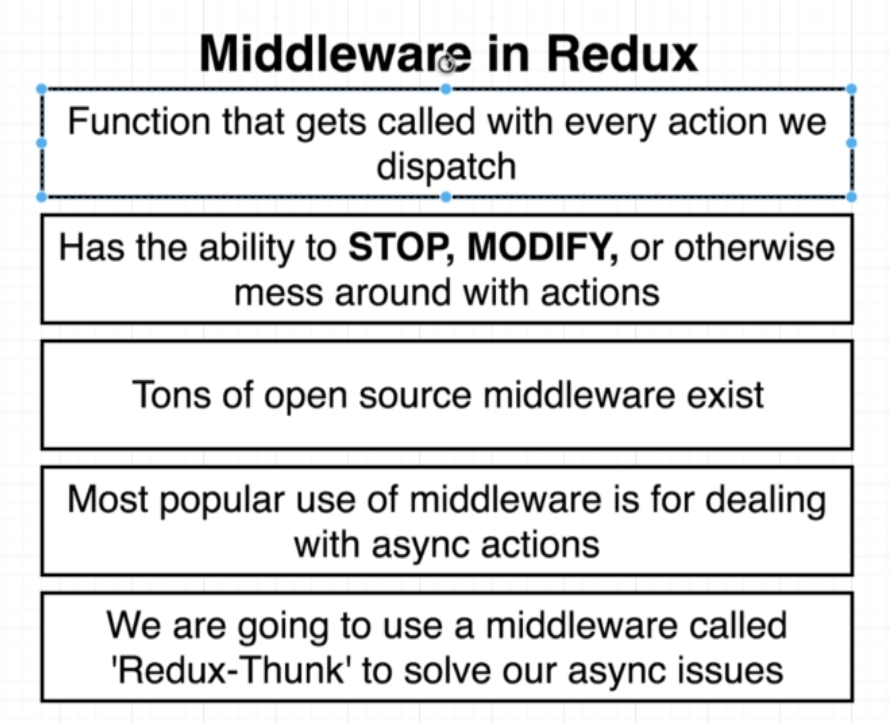 Middleware in Redux
Function that gets called with every action we
dispatch
Has the ability to STOP, MODIFY, or otherwise
mess around with actions
Tons of open source middleware exist
Most popular use of middleware is for dealing
with async actions
We are going to use a middleware called
'Redux-Thunk' to solve our async issues